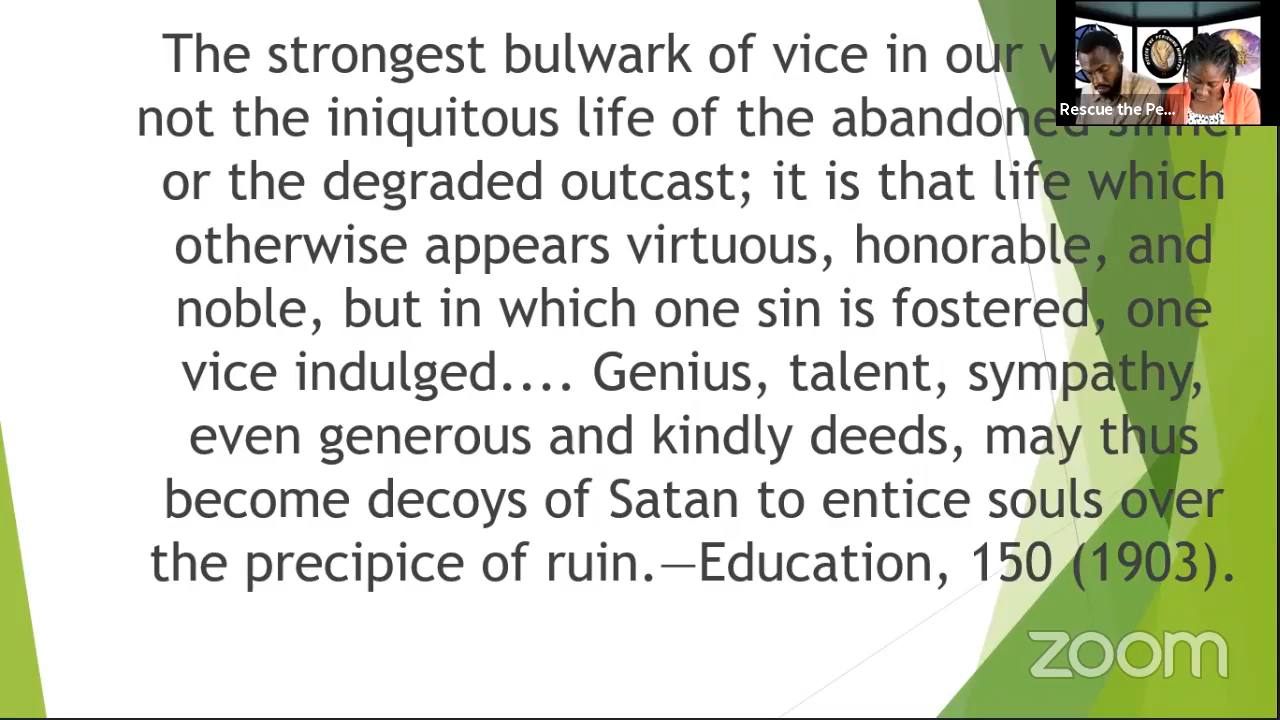 The strongest bulwark of vice in our
not the iniquitous life of the abandoned sinner
or the degraded outcast; it is that life which
otherwise appears virtuous, honorable, and
noble, but in which one sin is fostered, one
vice indulged.... Genius, talent, sympathy,
even generous and kindly deeds, may thus
become decoys of Satan to entice souls over
the precipice of ruin.—Education, 150 (1903).
Rescue the Pe...
zoom